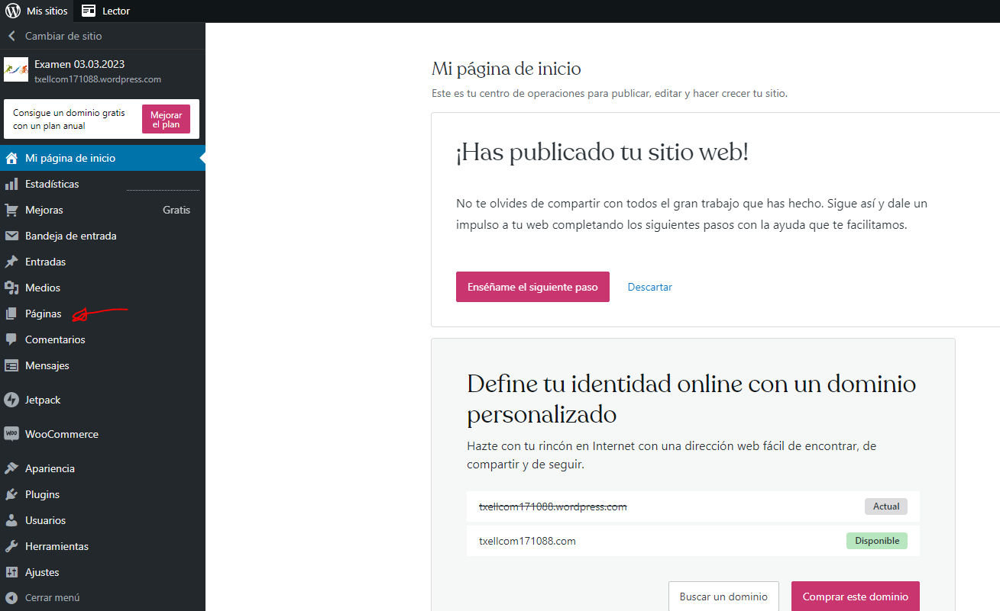 Mis sitios
Lector
Cambiar de sitio
Examen 03.03.2023
txellcom171088.wordpress.com
Consigue un dominio gratis
con un plan anual
Mejorar
el plan
Mi página de inicio
Estadísticas
Mejoras
Gratis
Bandeja de entrada
Entradas
Medios
Páginas
Comentarios
Mensajes
Jetpack
WOO
WooCommerce
Apariencia
Plugins
Usuarios
Herramientas
Ajustes
Cerrar menú
Mi página de inicio
Este es tu centro de operaciones para publicar, editar y hacer crecer tu sitio.
¡Has publicado tu sitio web!
No te olvides de compartir con todos el gran trabajo que has hecho. Sigue así y dale un
impulso a tu web completando los siguientes pasos con la ayuda que te facilitamos.
Enséñame el siguiente paso
Descartar
Define tu identidad online con un dominio
personalizado
Hazte con tu rincón en Internet con una dirección web fácil de encontrar, de
compartir y de seguir.
txellcom171088.wordpress.com
Actual
txellcom171088.com
Disponible
Buscar un dominio
Comprar este dominio